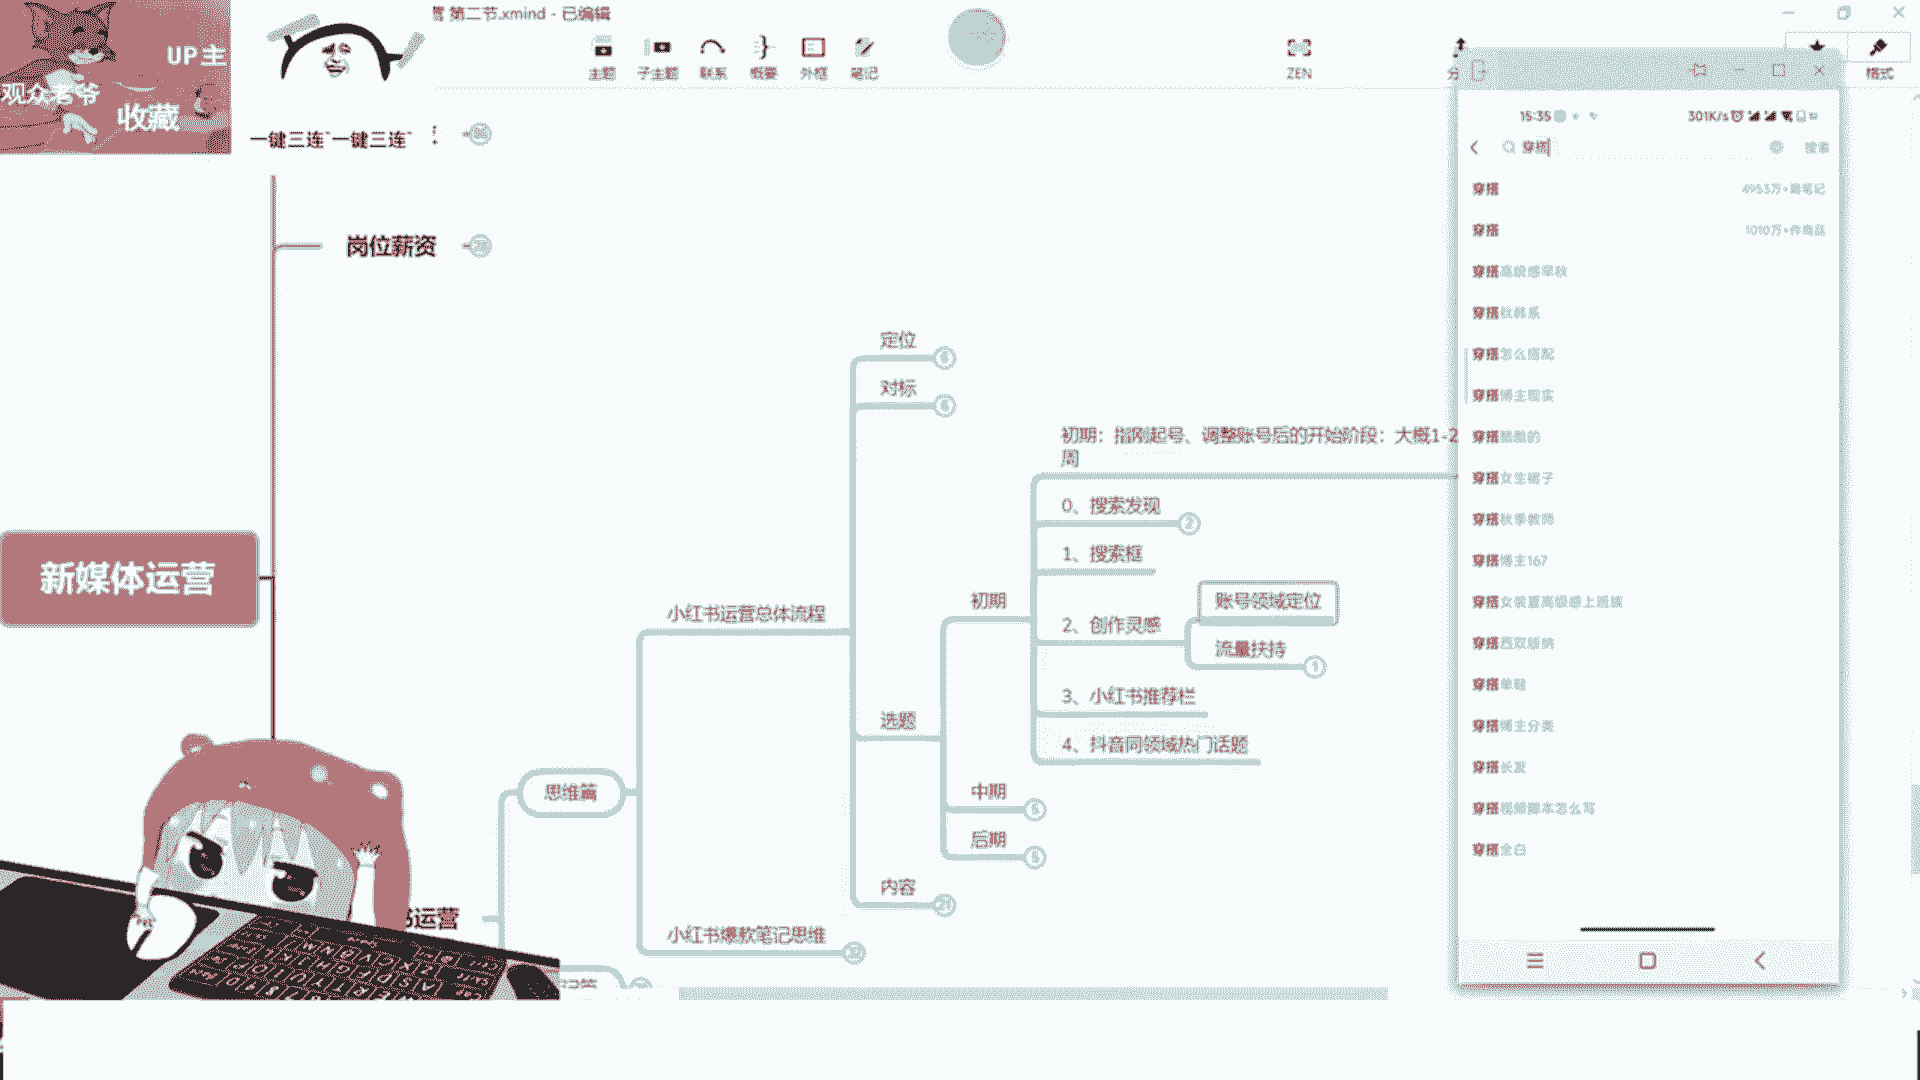 UP主
观众老爷
收藏
一键三连 一键三连 !
营 第二节.xmind - 已编辑
主题
子主题
联系
概要
外框
笔记
ZEN
格式
岗位薪资
新媒体运营
思维篇
书运营
小红书运营总体流程
小红书爆款笔记思维
定位
6
对标
6
选题
内容
初期
中期
后期
初期：指刚起号、调整账号后的开始阶段：大概1-2
周
0、搜索发现
2
1、搜索框
2、创作灵感
账号领域定位
流量扶持
1
3、小红书推荐栏
4、抖音同领域热门话题
15:35
301K/s
穿搭
搜索
穿搭 4953万+篇笔记
穿搭 1010万+件商品
穿搭高级感早秋
穿搭秋韩系
穿搭怎么搭配
穿搭博主现实
穿搭酷酷的
穿搭女生裙子
穿搭秋季教师
穿搭博主167
穿搭女装夏高级感上班族
穿搭西双版纳
穿搭单鞋
穿搭博主分类
穿搭长发
穿搭视频脚本怎么写
穿搭全白